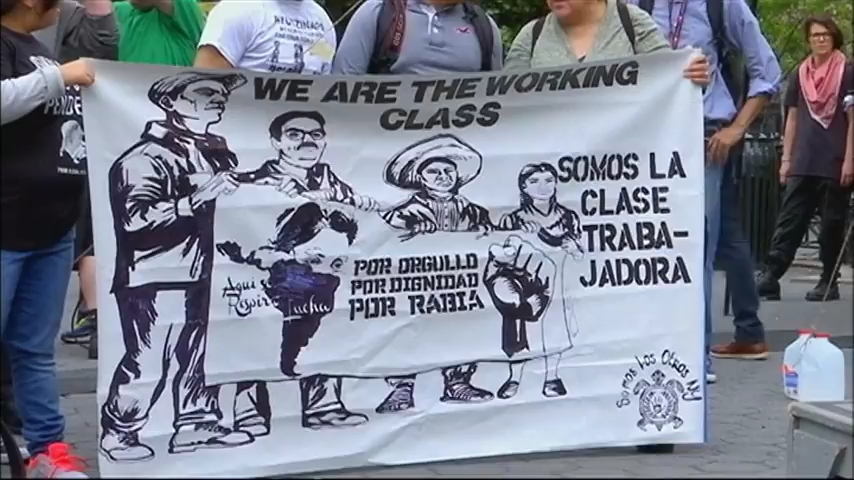 WE ARE THE WORKING
CLASS
SOMOS LA
CLASE
TRABA-
JADORA
POR ORGULLO
POR DIGNIDAD
POR RABIA
Aqui se
Respira Lucha
Somos Los Otros NY